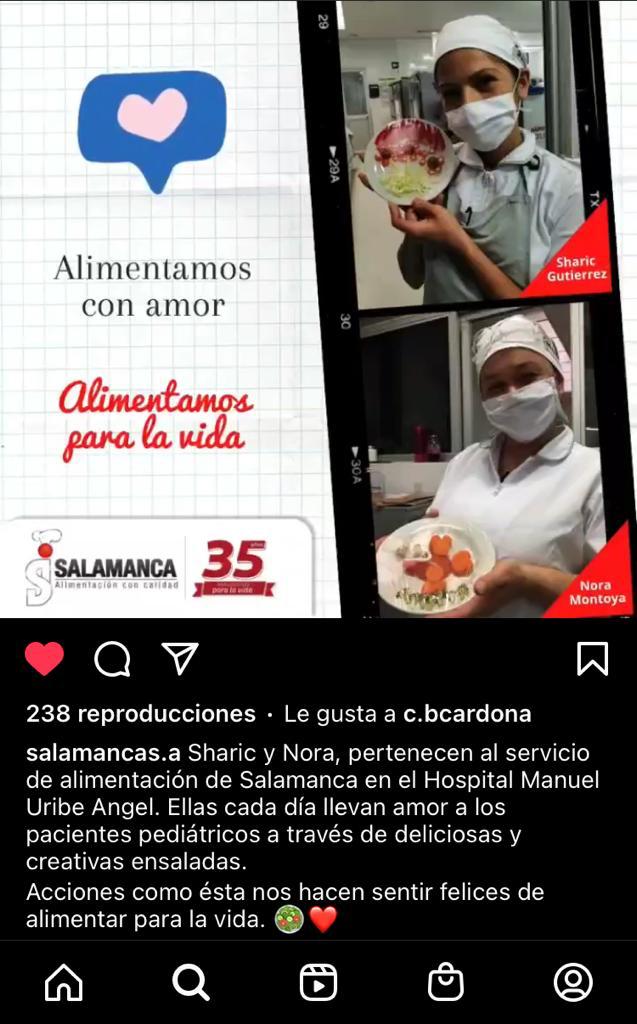 29
▶29A
TX
Sharic
Gutierrez
Alimentamos
con amor
30
Alimentamos
para la vida
▶30A
SALAMANCA
Alimentación con calidad
35
años
para la vida
Nora
Montoya
238 reproducciones · Le gusta a c.bcardona
salamancas.a Sharic y Nora, pertenecen al servicio
de alimentación de Salamanca en el Hospital Manuel
Uribe Angel. Ellas cada día llevan amor a los
pacientes pediátricos a través de deliciosas y
creativas ensaladas.
Acciones como ésta nos hacen sentir felices de
alimentar para la vida. 🥗❤️